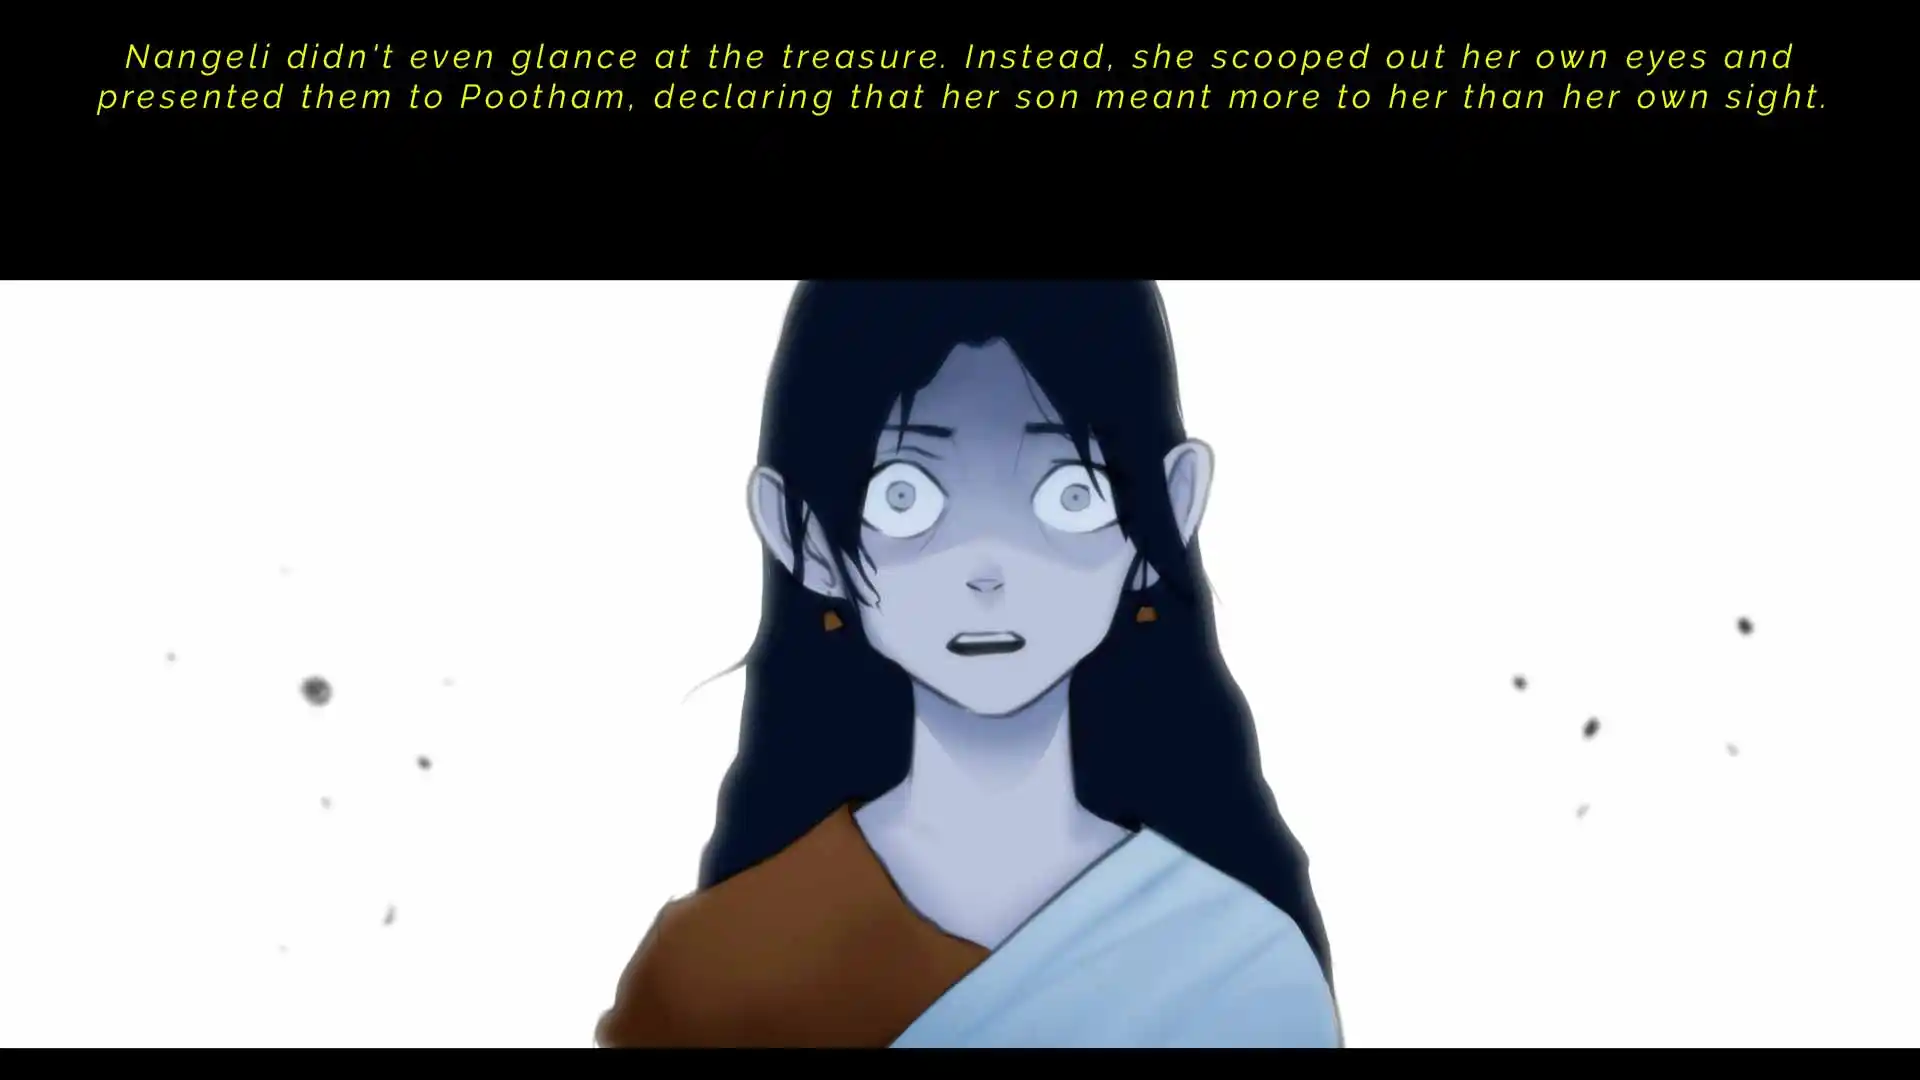 Nangeli didn't even glance at the treasure. Instead, she scooped out her own eyes and
presented them to Pootham, declaring that her son meant more to her than her own sight.